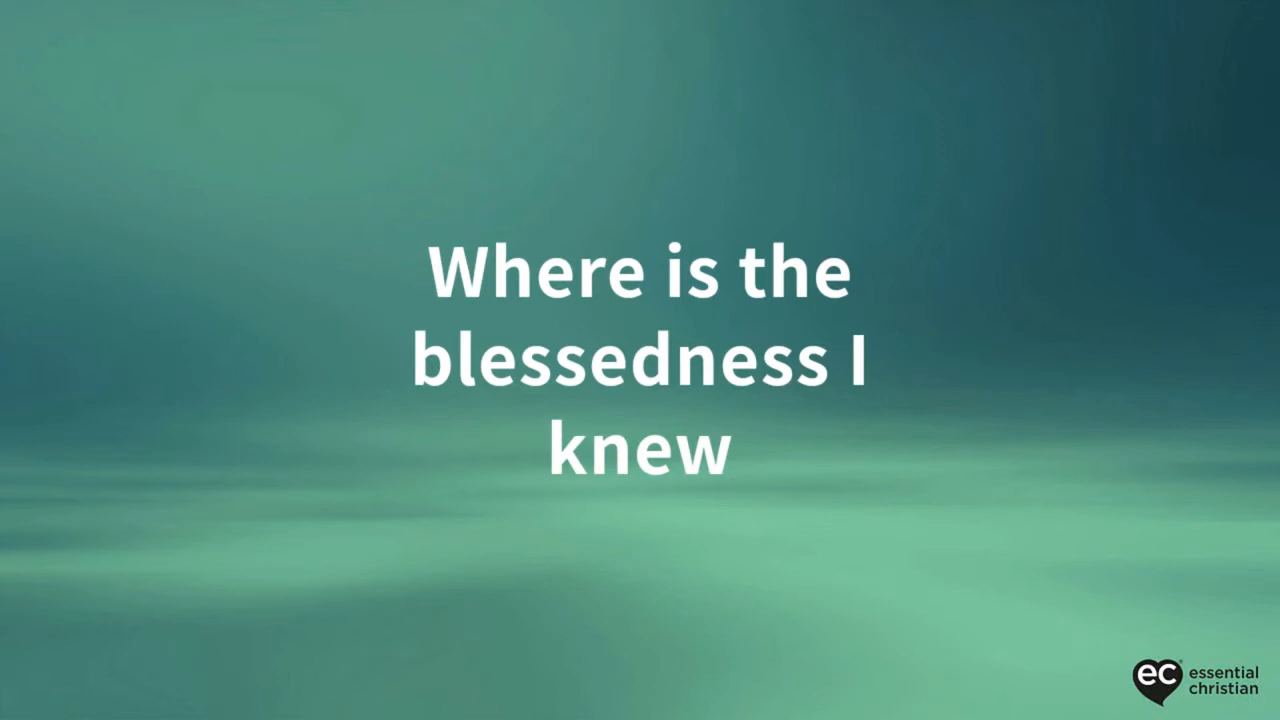 Where is the
blessedness I
knew
ec essential
christian